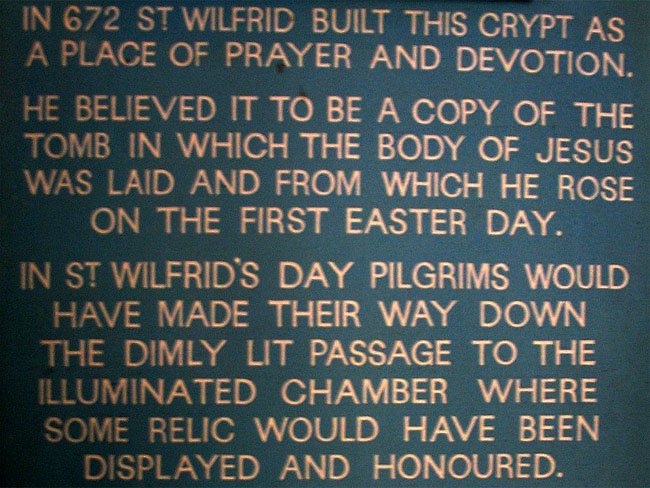 IN 672 ST WILFRID BUILT THIS CRYPT AS
A PLACE OF PRAYER AND DEVOTION.
HE BELIEVED IT TO BE A COPY OF THE
TOMB IN WHICH THE BODY OF JESUS
WAS LAID AND FROM WHICH HE ROSE
ON THE FIRST EASTER DAY.
IN ST WILFRID'S DAY PILGRIMS WOULD
HAVE MADE THEIR WAY DOWN
THE DIMLY LIT PASSAGE TO THE
ILLUMINATED CHAMBER WHERE
SOME RELIC WOULD HAVE BEEN
DISPLAYED AND HONOURED.